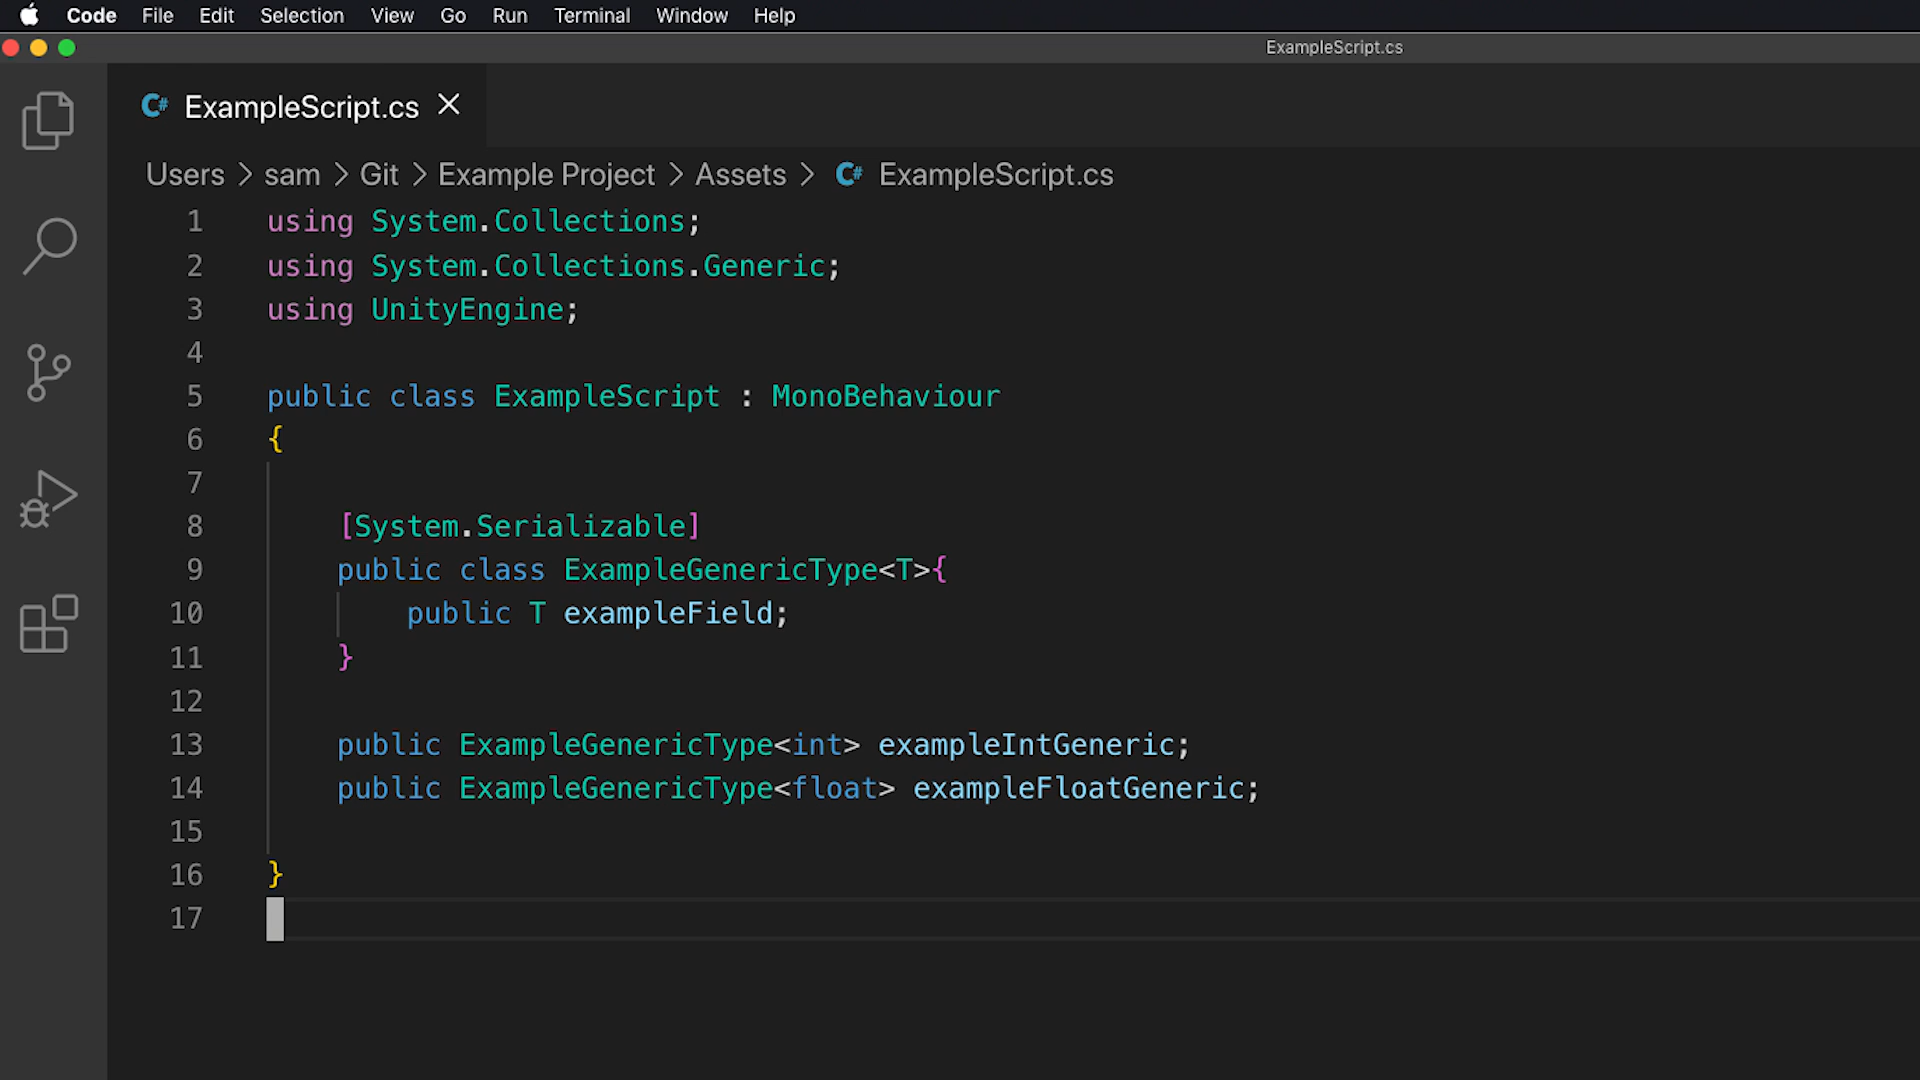 Code File Edit Selection View Go Run Terminal Window Help
ExampleScript.cs
C# ExampleScript.cs
Users > sam > Git > Example Project > Assets > C# ExampleScript.cs
1 using System.Collections;
2 using System.Collections.Generic;
3 using UnityEngine;
4
5 public class ExampleScript : MonoBehaviour
6 {
7
8 [System.Serializable]
9 public class ExampleGenericType<T>{
10 public T exampleField;
11 }
12
13 public ExampleGenericType<int> exampleIntGeneric;
14 public ExampleGenericType<float> exampleFloatGeneric;
15
16 }
17